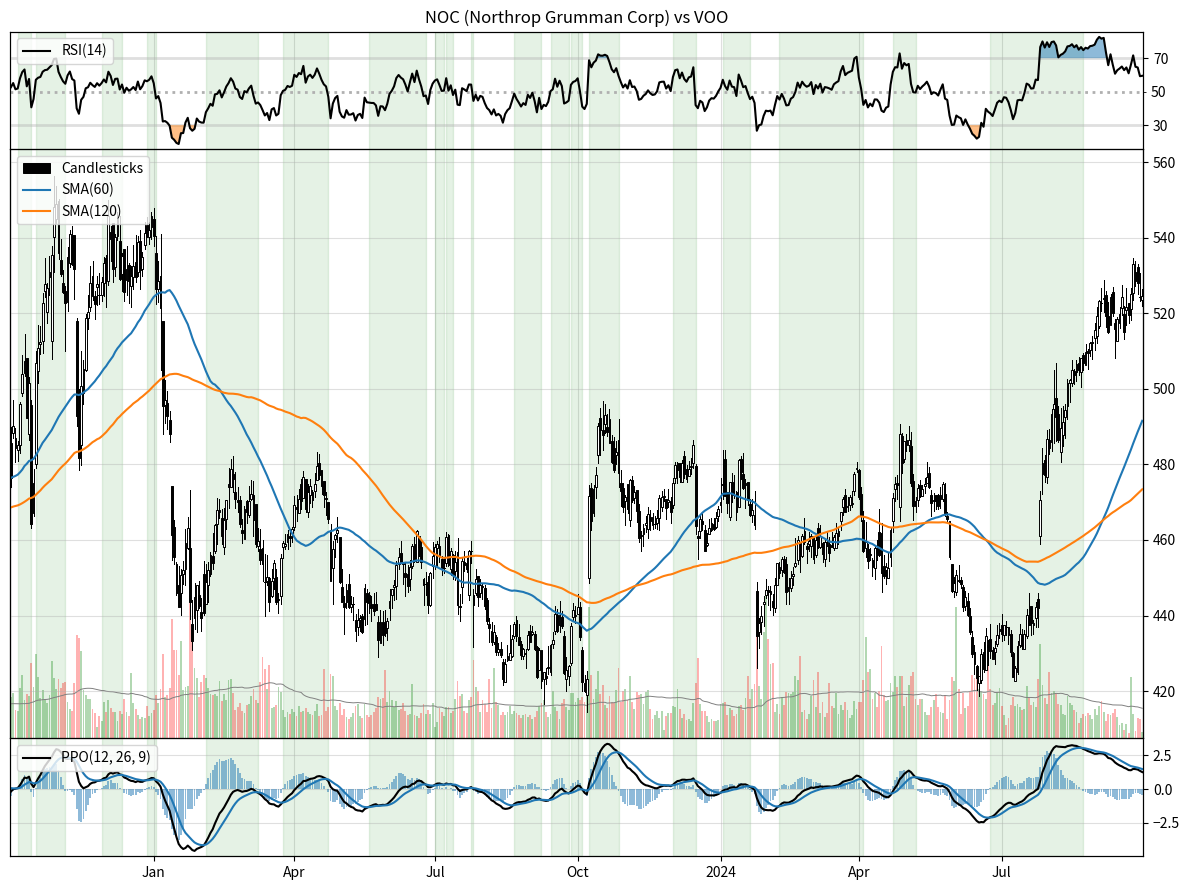 NOC (Northrop Grumman Corp) vs VOO
RSI(14)
70
50
30
Candlesticks
SMA(60)
SMA(120)
560
540
520
500
480
460
440
420
PPO(12, 26, 9)
2.5
0.0
−2.5
Jan Apr Jul Oct 2024 Apr Jul